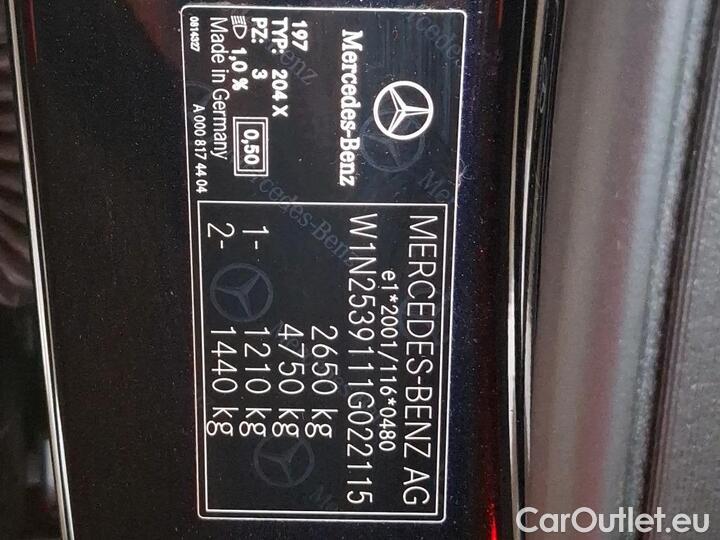 Mercedes-Benz
197
TYP: 204 X
PZ: 3
1,0 %
Made in Germany
0,50
0814327
A 000 817 44 04
MERCEDES-BENZ AG
e1*2001/116*0480
W1N2539111G022115
2650 kg
4750 kg
1- 1210 kg
2- 1440 kg
CarOutlet.eu